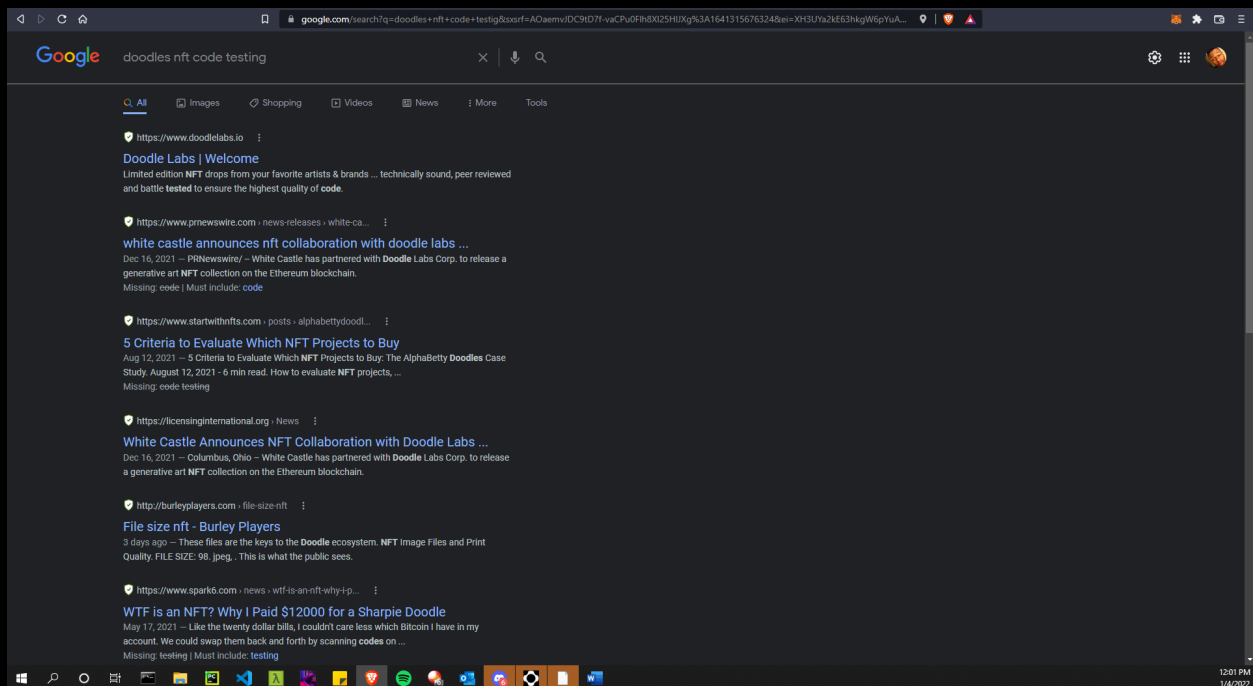 google.com/search?q=doodles+nft+code+testig&sxsrf=AOaemvJDC9tD7f-vaCPu0Flh8XI25HlJXg%3A1641315676324&ei=XH3UYa2kE63hkgW6pYuA...
Google
doodles nft code testing
All Images Shopping Videos News More Tools
https://www.doodlelabs.io
Doodle Labs | Welcome
Limited edition NFT drops from your favorite artists & brands ... technically sound, peer reviewed
and battle tested to ensure the highest quality of code.
https://www.prnewswire.com › news-releases › white-ca...
white castle announces nft collaboration with doodle labs ...
Dec 16, 2021 — PRNewswire/ – White Castle has partnered with Doodle Labs Corp. to release a
generative art NFT collection on the Ethereum blockchain.
Missing: code | Must include: code
https://www.startwithnfts.com › posts › alphabettydoodl...
5 Criteria to Evaluate Which NFT Projects to Buy
Aug 12, 2021 — 5 Criteria to Evaluate Which NFT Projects to Buy: The AlphaBetty Doodles Case
Study. August 12, 2021 - 6 min read. How to evaluate NFT projects, ...
Missing: code testing
https://licensinginternational.org › News
White Castle Announces NFT Collaboration with Doodle Labs ...
Dec 16, 2021 — Columbus, Ohio – White Castle has partnered with Doodle Labs Corp. to release
a generative art NFT collection on the Ethereum blockchain.
http://burleyplayers.com › file-size-nft
File size nft - Burley Players
3 days ago — These files are the keys to the Doodle ecosystem. NFT Image Files and Print
Quality. FILE SIZE: 98. jpeg, . This is what the public sees.
https://www.spark6.com › news › wtf-is-an-nft-why-i-p...
WTF is an NFT? Why I Paid $12000 for a Sharpie Doodle
May 17, 2021 — Like the twenty dollar bills, I couldn't care less which Bitcoin I have in my
account. We could swap them back and forth by scanning codes on ...
Missing: testing | Must include: testing
12:01 PM
1/4/2022